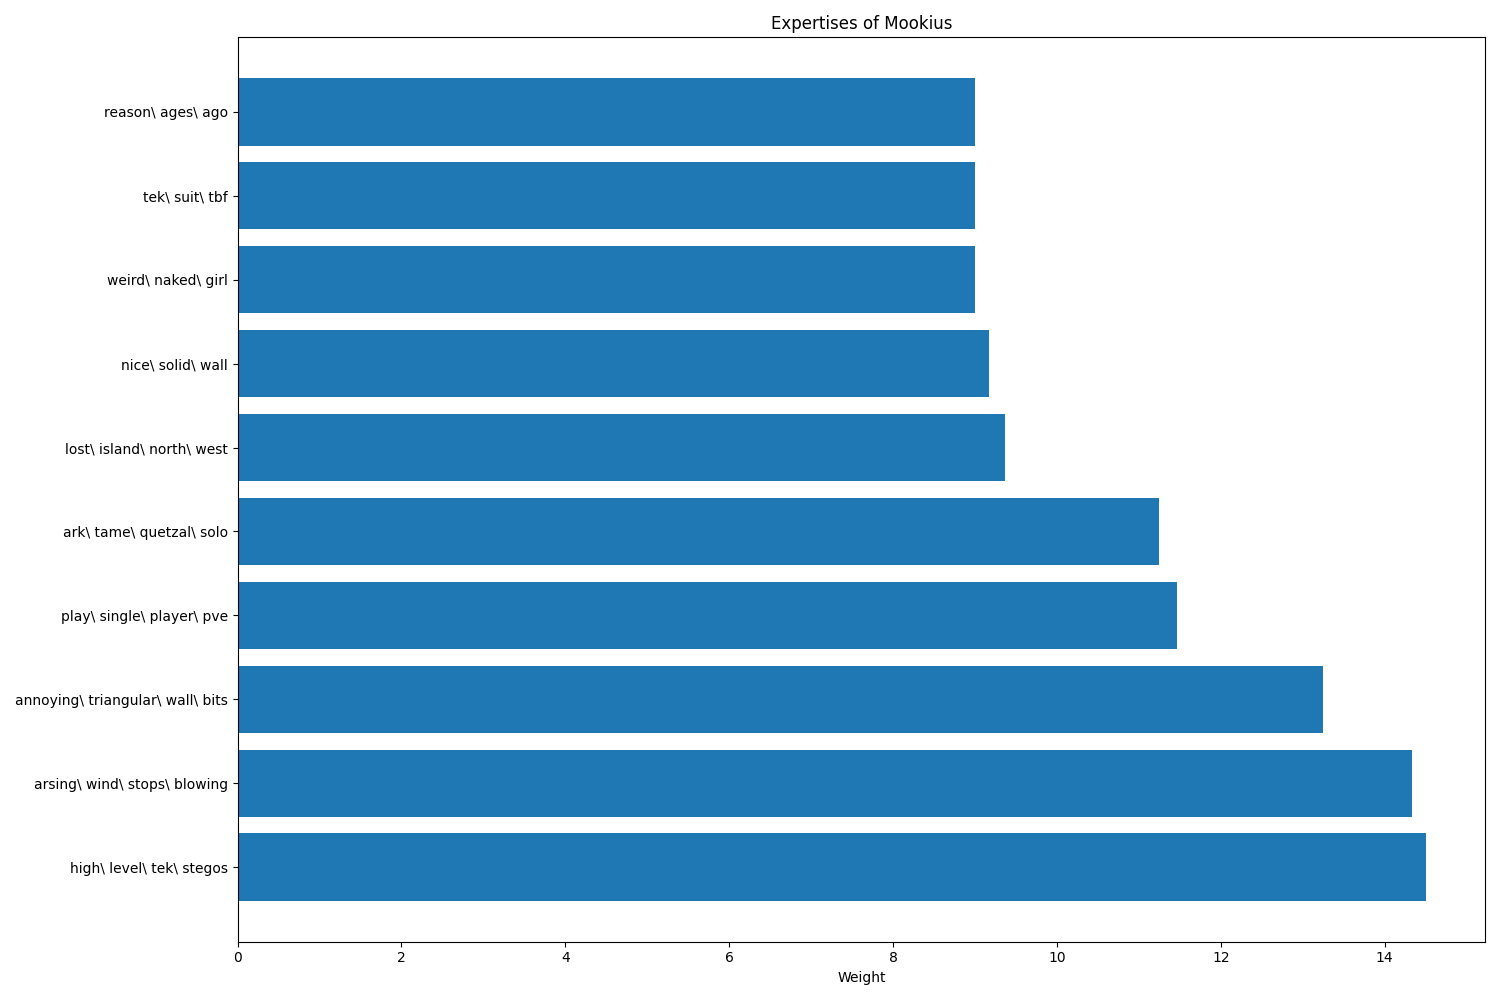 Expertises of Mookius
reason\ ages\ ago
tek\ suit\ tbf
weird\ naked\ girl
nice\ solid\ wall
lost\ island\ north\ west
ark\ tame\ quetzal\ solo
play\ single\ player\ pve
annoying\ triangular\ wall\ bits
arsing\ wind\ stops\ blowing
high\ level\ tek\ stegos
0 2 4 6 8 10 12 14
Weight